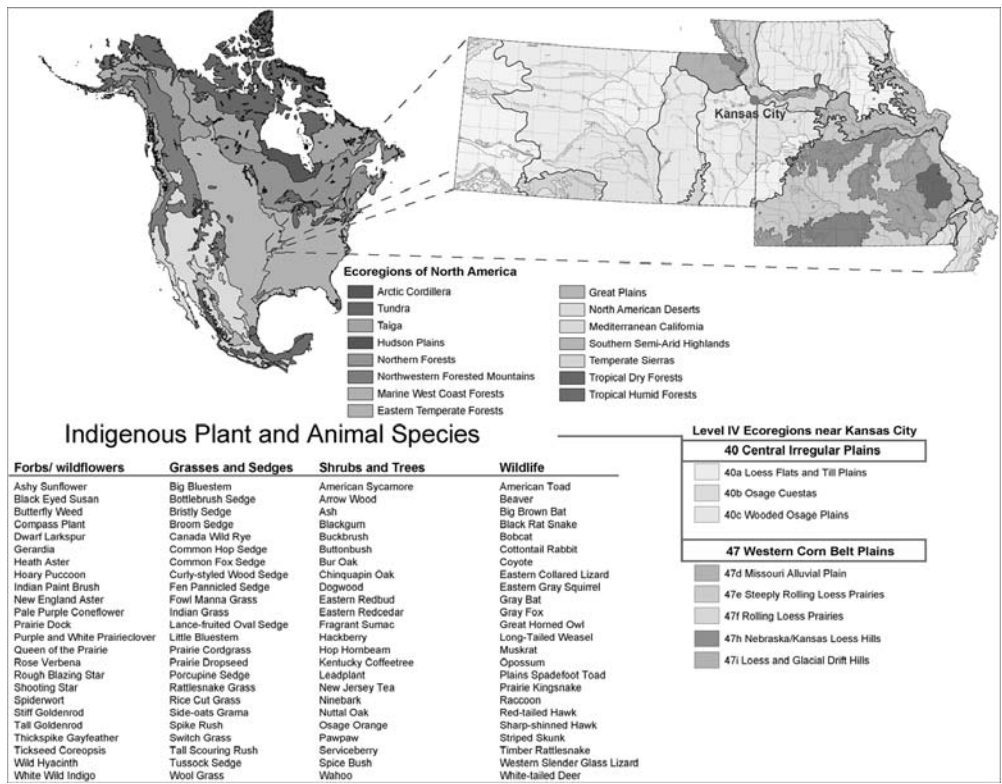 Kansas City
Ecoregions of North America
Arctic Cordillera
Tundra
Taiga
Hudson Plains
Northern Forests
Northwestern Forested Mountains
Marine West Coast Forests
Eastern Temperate Forests
Great Plains
North American Deserts
Mediterranean California
Southern Semi-Arid Highlands
Temperate Sierras
Tropical Dry Forests
Tropical Humid Forests
Indigenous Plant and Animal Species
Forbs/ wildflowers
Ashy Sunflower
Black Eyed Susan
Butterfly Weed
Compass Plant
Dwarf Larkspur
Gerardia
Heath Aster
Hoary Puccoon
Indian Paint Brush
New England Aster
Pale Purple Coneflower
Prairie Dock
Purple and White Prairieclover
Queen of the Prairie
Rose Verbena
Rough Blazing Star
Shooting Star
Spiderwort
Stiff Goldenrod
Tall Goldenrod
Thickspike Gayfeather
Tickseed Coreopsis
Wild Hyacinth
White Wild Indigo
Grasses and Sedges
Big Bluestem
Bottlebrush Sedge
Bristly Sedge
Broom Sedge
Canada Wild Rye
Common Hop Sedge
Common Fox Sedge
Curly-styled Wood Sedge
Fen Pannicled Sedge
Fowl Manna Grass
Indian Grass
Lance-fruited Oval Sedge
Little Bluestem
Prairie Cordgrass
Prairie Dropseed
Porcupine Sedge
Rattlesnake Grass
Rice Cut Grass
Side-oats Grama
Spike Rush
Switch Grass
Tall Scouring Rush
Tussock Sedge
Wool Grass
Shrubs and Trees
American Sycamore
Arrow Wood
Ash
Blackgum
Buckbrush
Buttonbush
Bur Oak
Chinquapin Oak
Dogwood
Eastern Redbud
Eastern Redcedar
Fragrant Sumac
Hackberry
Hop Hornbeam
Kentucky Coffeetree
Leadplant
New Jersey Tea
Ninebark
Nuttal Oak
Osage Orange
Pawpaw
Serviceberry
Spice Bush
Wahoo
Wildlife
American Toad
Beaver
Big Brown Bat
Black Rat Snake
Bobcat
Cottontail Rabbit
Coyote
Eastern Collared Lizard
Eastern Gray Squirrel
Gray Bat
Gray Fox
Great Horned Owl
Long-Tailed Weasel
Muskrat
Opossum
Plains Spadefoot Toad
Prairie Kingsnake
Raccoon
Red-tailed Hawk
Sharp-shinned Hawk
Striped Skunk
Timber Rattlesnake
Western Slender Glass Lizard
White-tailed Deer
Level IV Ecoregions near Kansas City
40 Central Irregular Plains
40a Loess Flats and Till Plains
40b Osage Cuestas
40c Wooded Osage Plains
47 Western Corn Belt Plains
47d Missouri Alluvial Plain
47e Steeply Rolling Loess Prairies
47f Rolling Loess Prairies
47h Nebraska/Kansas Loess Hills
47i Loess and Glacial Drift Hills